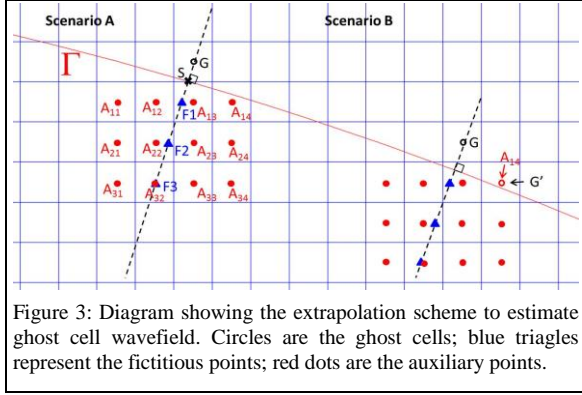 Scenario A Scenario B
G
S
Γ
A11 A12 F1 A13 A14
G
A21 A22 F2 A23 A24
A14
G'
A31 A32 F3 A33 A34
Figure 3: Diagram showing the extrapolation scheme to estimate
ghost cell wavefield. Circles are the ghost cells; blue triagles
represent the fictitious points; red dots are the auxiliary points.